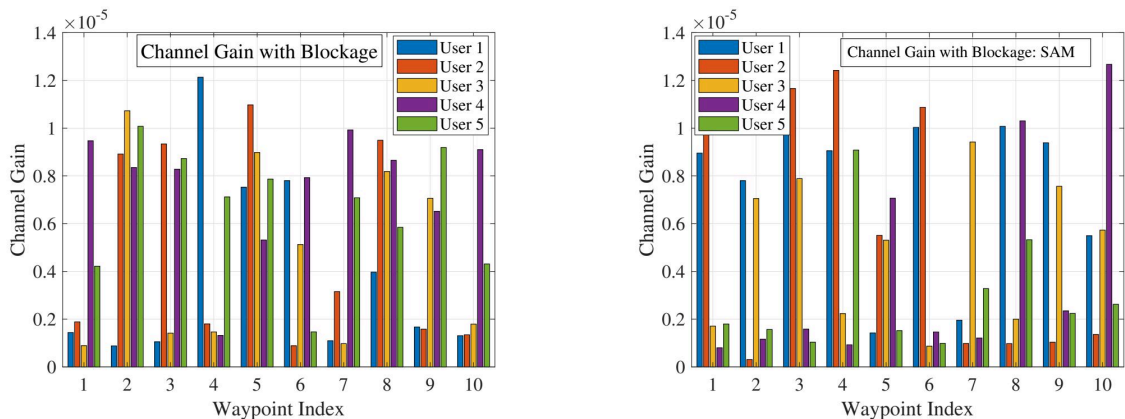 ×10⁻⁵
Channel Gain with Blockage
User 1
User 2
User 3
User 4
User 5
1.4
1.2
1
0.8
0.6
0.4
0.2
0
Channel Gain
1 2 3 4 5 6 7 8 9 10
Waypoint Index
×10⁻⁵
Channel Gain with Blockage: SAM
User 1
User 2
User 3
User 4
User 5
1.4
1.2
1
0.8
0.6
0.4
0.2
0
Channel Gain
1 2 3 4 5 6 7 8 9 10
Waypoint Index